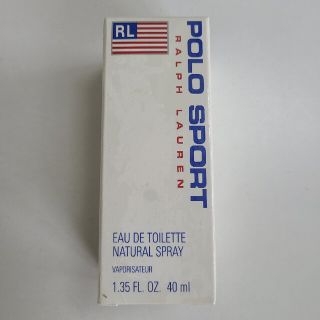 RL
POLO SPORT
RALPH LAUREN
EAU DE TOILETTE
NATURAL SPRAY
VAPORISATEUR
1.35 FL. OZ. 40 ml